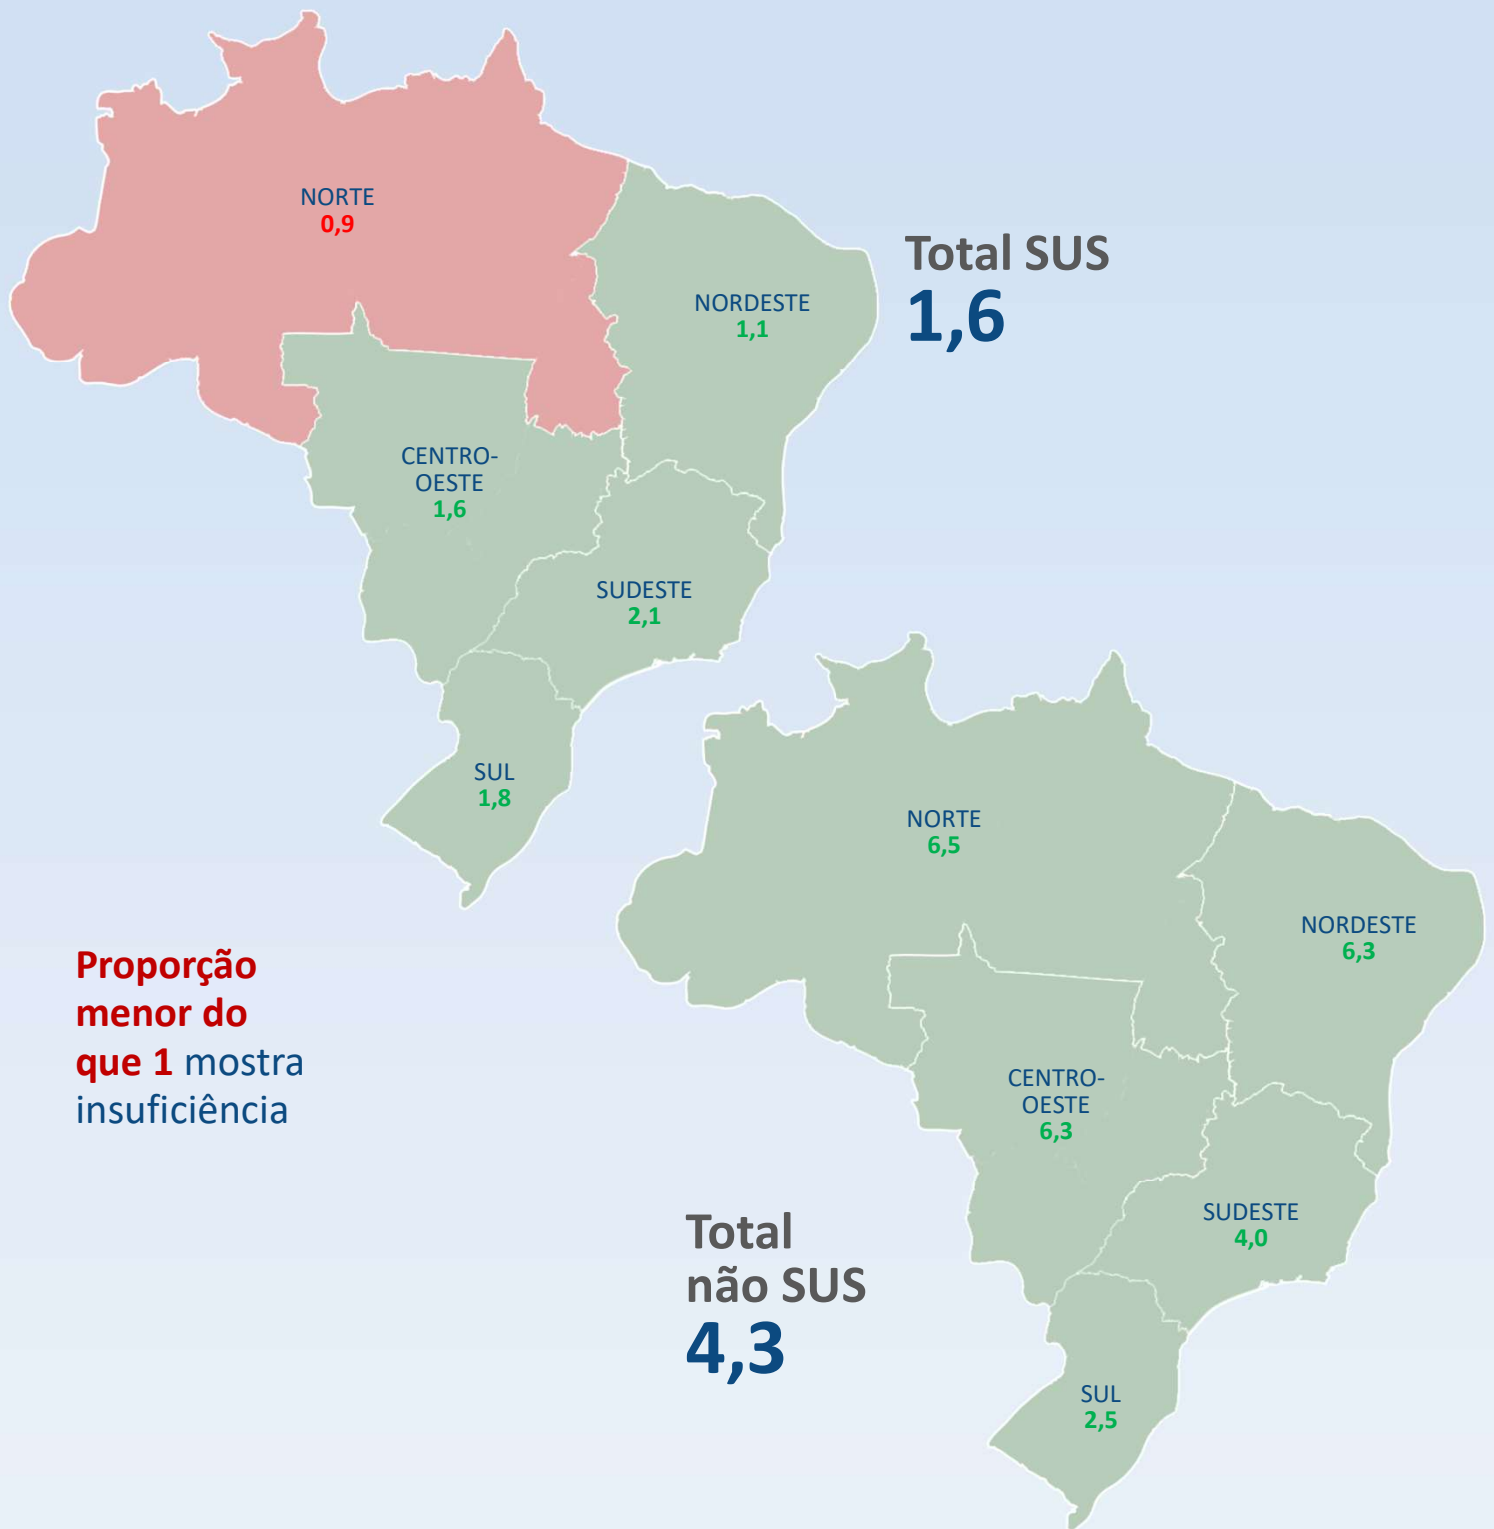 NORTE
0,9
NORDESTE
1,1
Total SUS
1,6
CENTRO-
OESTE
1,6
SUDESTE
2,1
SUL
1,8
Proporção
menor do
que 1 mostra
insuficiência
NORTE
6,5
NORDESTE
6,3
CENTRO-
OESTE
6,3
SUDESTE
4,0
Total
não SUS
4,3
SUL
2,5